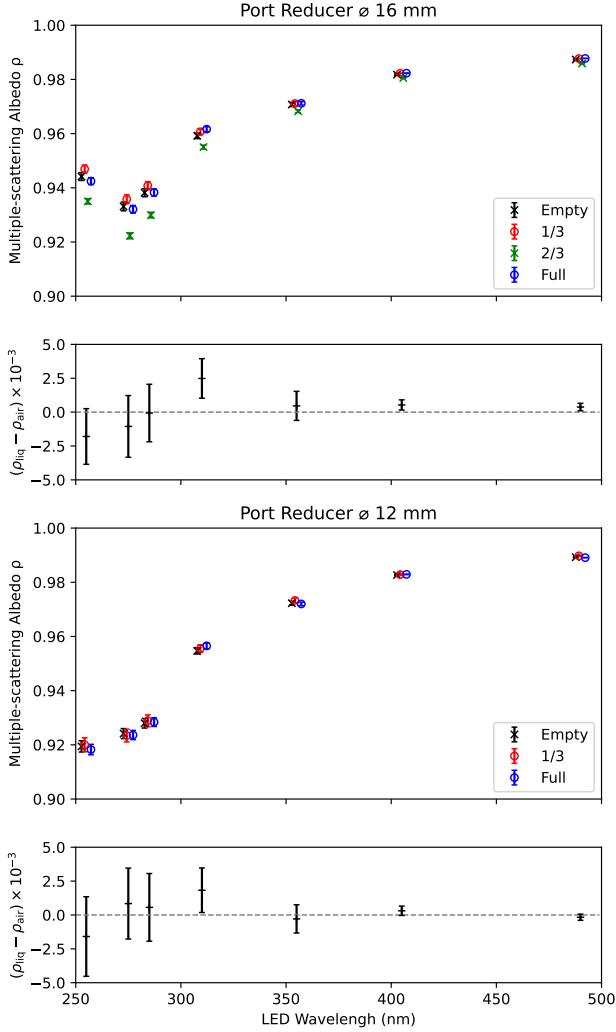 Port Reducer ⌀ 16 mm
1.00
0.98
0.96
0.94
0.92
0.90
Multiple-scattering Albedo ρ
Empty
1/3
2/3
Full
5.0
2.5
0.0
−2.5
−5.0
(ρliq − ρair) × 10⁻³
Port Reducer ⌀ 12 mm
1.00
0.98
0.96
0.94
0.92
0.90
Multiple-scattering Albedo ρ
Empty
1/3
Full
5.0
2.5
0.0
−2.5
−5.0
(ρliq − ρair) × 10⁻³
250 300 350 400 450 500
LED Wavelengh (nm)